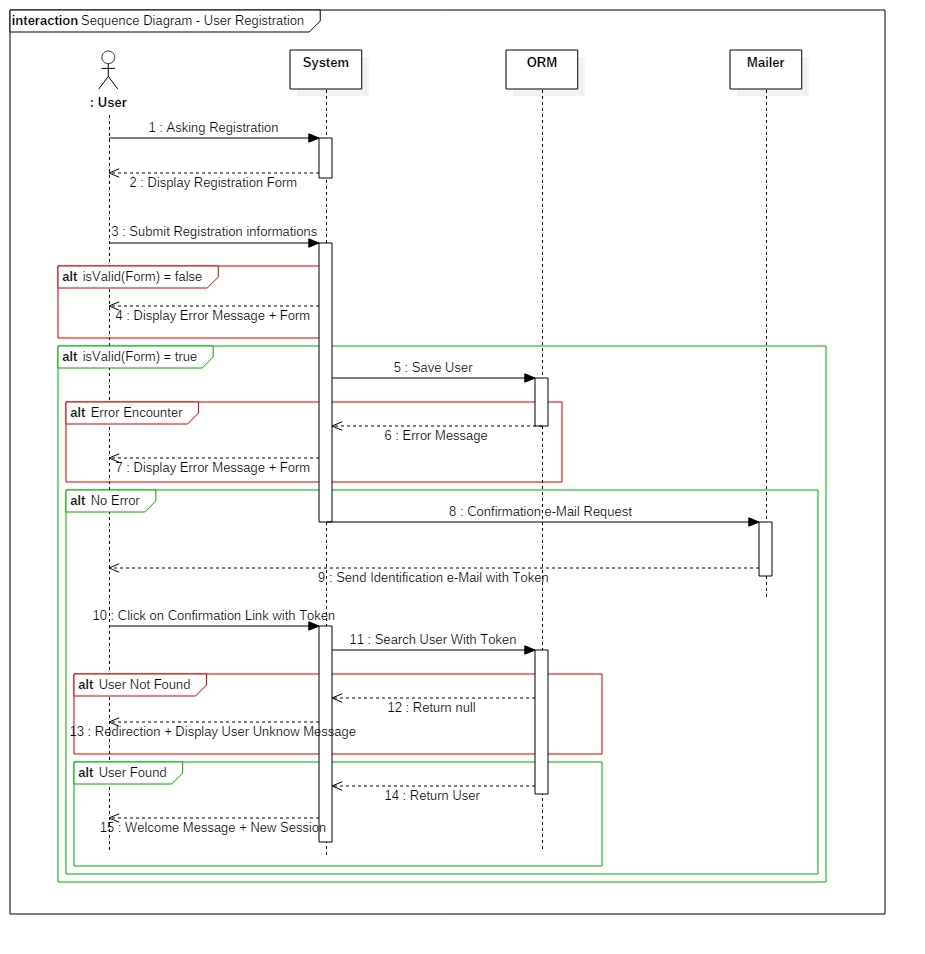 interaction Sequence Diagram - User Registration
System
ORM
Mailer
: User
1 : Asking Registration
2 : Display Registration Form
3 : Submit Registration informations
alt isValid(Form) = false
4 : Display Error Message + Form
alt isValid(Form) = true
5 : Save User
alt Error Encounter
6 : Error Message
7 : Display Error Message + Form
alt No Error
8 : Confirmation e-Mail Request
9 : Send Identification e-Mail with Token
10 : Click on Confirmation Link with Token
11 : Search User With Token
alt User Not Found
12 : Return null
13 : Redirection + Display User Unknow Message
alt User Found
14 : Return User
15 : Welcome Message + New Session